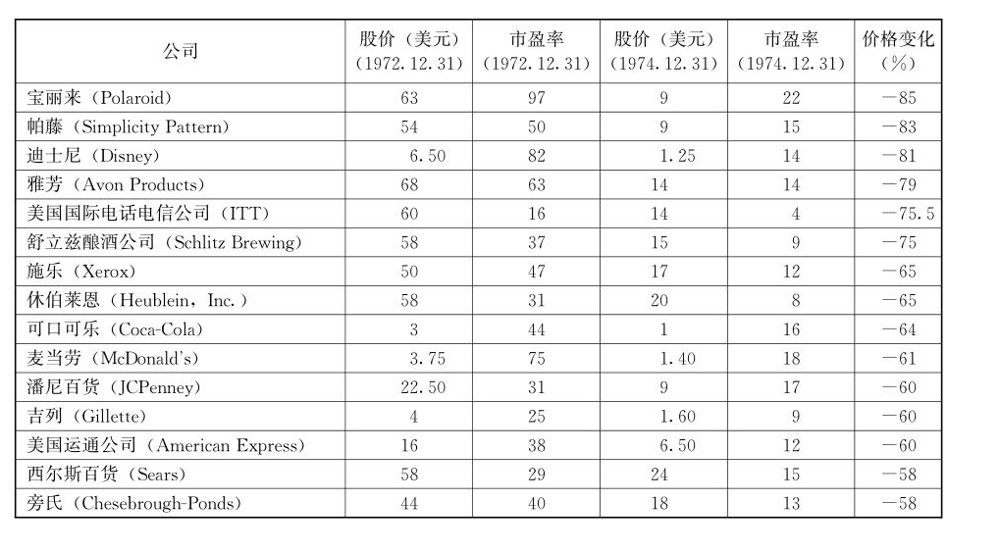 公司 股价（美元）（1972.12.31） 市盈率（1972.12.31） 股价（美元）（1974.12.31） 市盈率（1974.12.31） 价格变化（%）
宝丽来（Polaroid） 63 97 9 22 －85
帕藤（Simplicity Pattern） 54 50 9 15 －83
迪士尼（Disney） 6.50 82 1.25 14 －81
雅芳（Avon Products） 68 63 14 14 －79
美国国际电话电信公司（ITT） 60 16 14 4 －75.5
舒立兹酿酒公司（Schlitz Brewing） 58 37 15 9 －75
施乐（Xerox） 50 47 17 12 －65
休伯莱恩（Heublein，Inc.） 58 31 20 8 －65
可口可乐（Coca-Cola） 3 44 1 16 －64
麦当劳（McDonald's） 3.75 75 1.40 18 －61
潘尼百货（JCPenney） 22.50 31 9 17 －60
吉列（Gillette） 4 25 1.60 9 －60
美国运通公司（American Express） 16 38 6.50 12 －60
西尔斯百货（Sears） 58 29 24 15 －58
旁氏（Chesebrough-Ponds） 44 40 18 13 －58